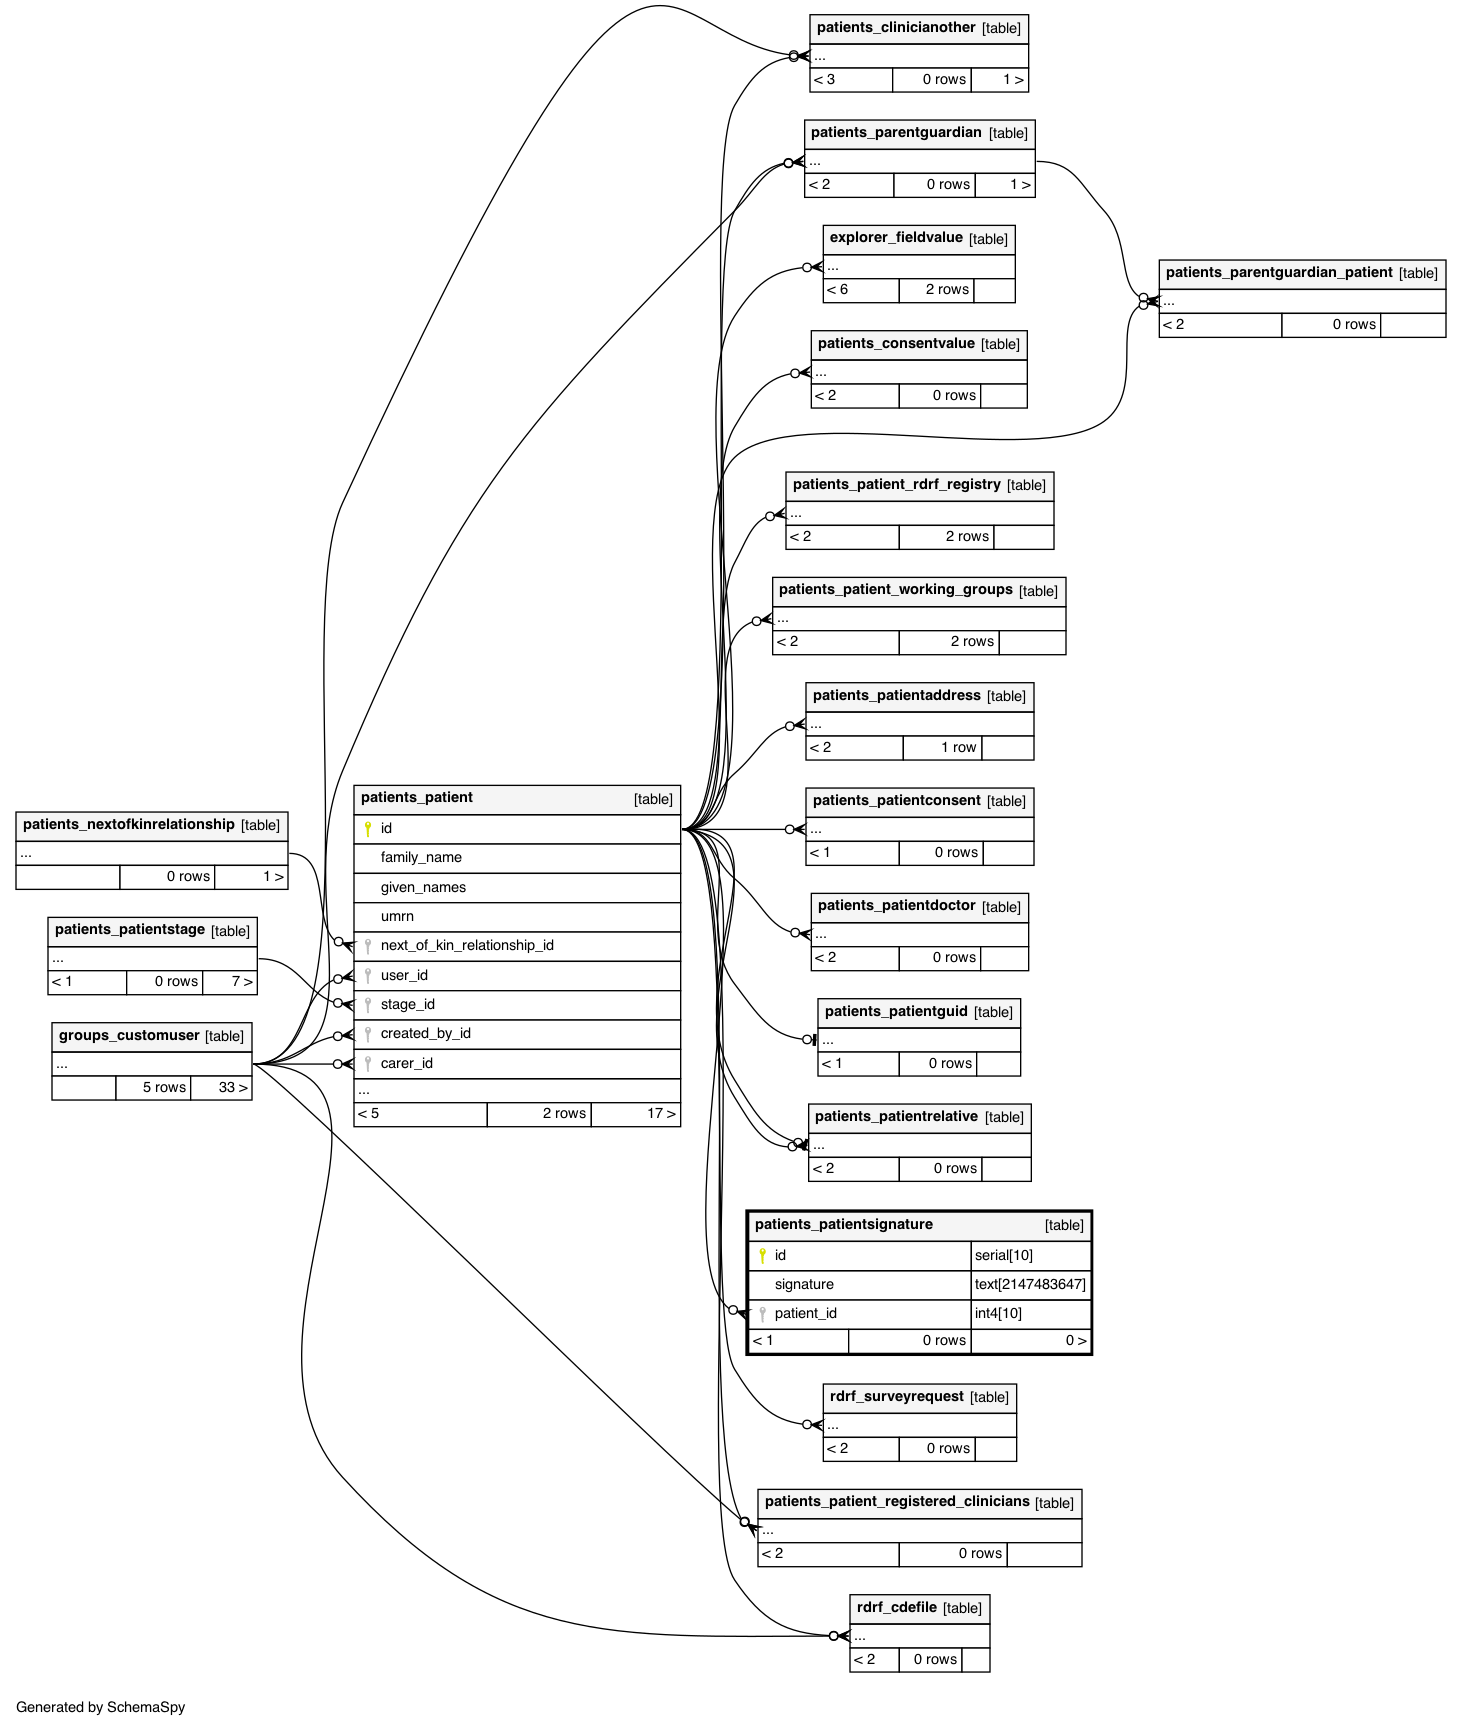 patients_clinicianother [table]
...
< 3 0 rows 1 >
patients_parentguardian [table]
...
< 2 0 rows 1 >
explorer_fieldvalue [table]
...
< 6 2 rows
patients_parentguardian_patient [table]
...
< 2 0 rows
patients_consentvalue [table]
...
< 2 0 rows
patients_patient_rdrf_registry [table]
...
< 2 2 rows
patients_patient_working_groups [table]
...
< 2 2 rows
patients_patientaddress [table]
...
< 2 1 row
patients_nextofkinrelationship [table]
...
0 rows 1 >
patients_patientstage [table]
...
< 1 0 rows 7 >
groups_customuser [table]
...
5 rows 33 >
patients_patient [table]
id
family_name
given_names
umrn
next_of_kin_relationship_id
user_id
stage_id
created_by_id
carer_id
...
< 5 2 rows 17 >
patients_patientconsent [table]
...
< 1 0 rows
patients_patientdoctor [table]
...
< 2 0 rows
patients_patientguid [table]
...
< 1 0 rows
patients_patientrelative [table]
...
< 2 0 rows
patients_patientsignature [table]
id serial[10]
signature text[2147483647]
patient_id int4[10]
< 1 0 rows 0 >
rdrf_surveyrequest [table]
...
< 2 0 rows
patients_patient_registered_clinicians [table]
...
< 2 0 rows
rdrf_cdefile [table]
...
< 2 0 rows
Generated by SchemaSpy